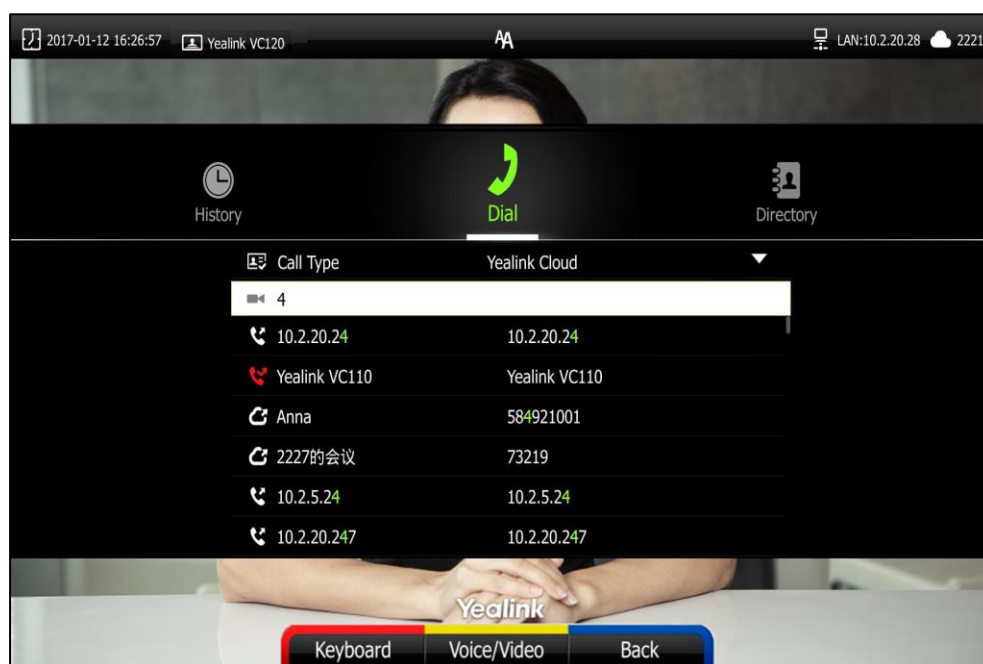 2017-01-12 16:26:57 Yealink VC120 AA LAN:10.2.20.28 2221
History Dial Directory
Call Type Yealink Cloud
4
10.2.20.24 10.2.20.24
Yealink VC110 Yealink VC110
Anna 584921001
2227的会议 73219
10.2.5.24 10.2.5.24
10.2.20.247 10.2.20.247
Yealink
Keyboard Voice/Video Back